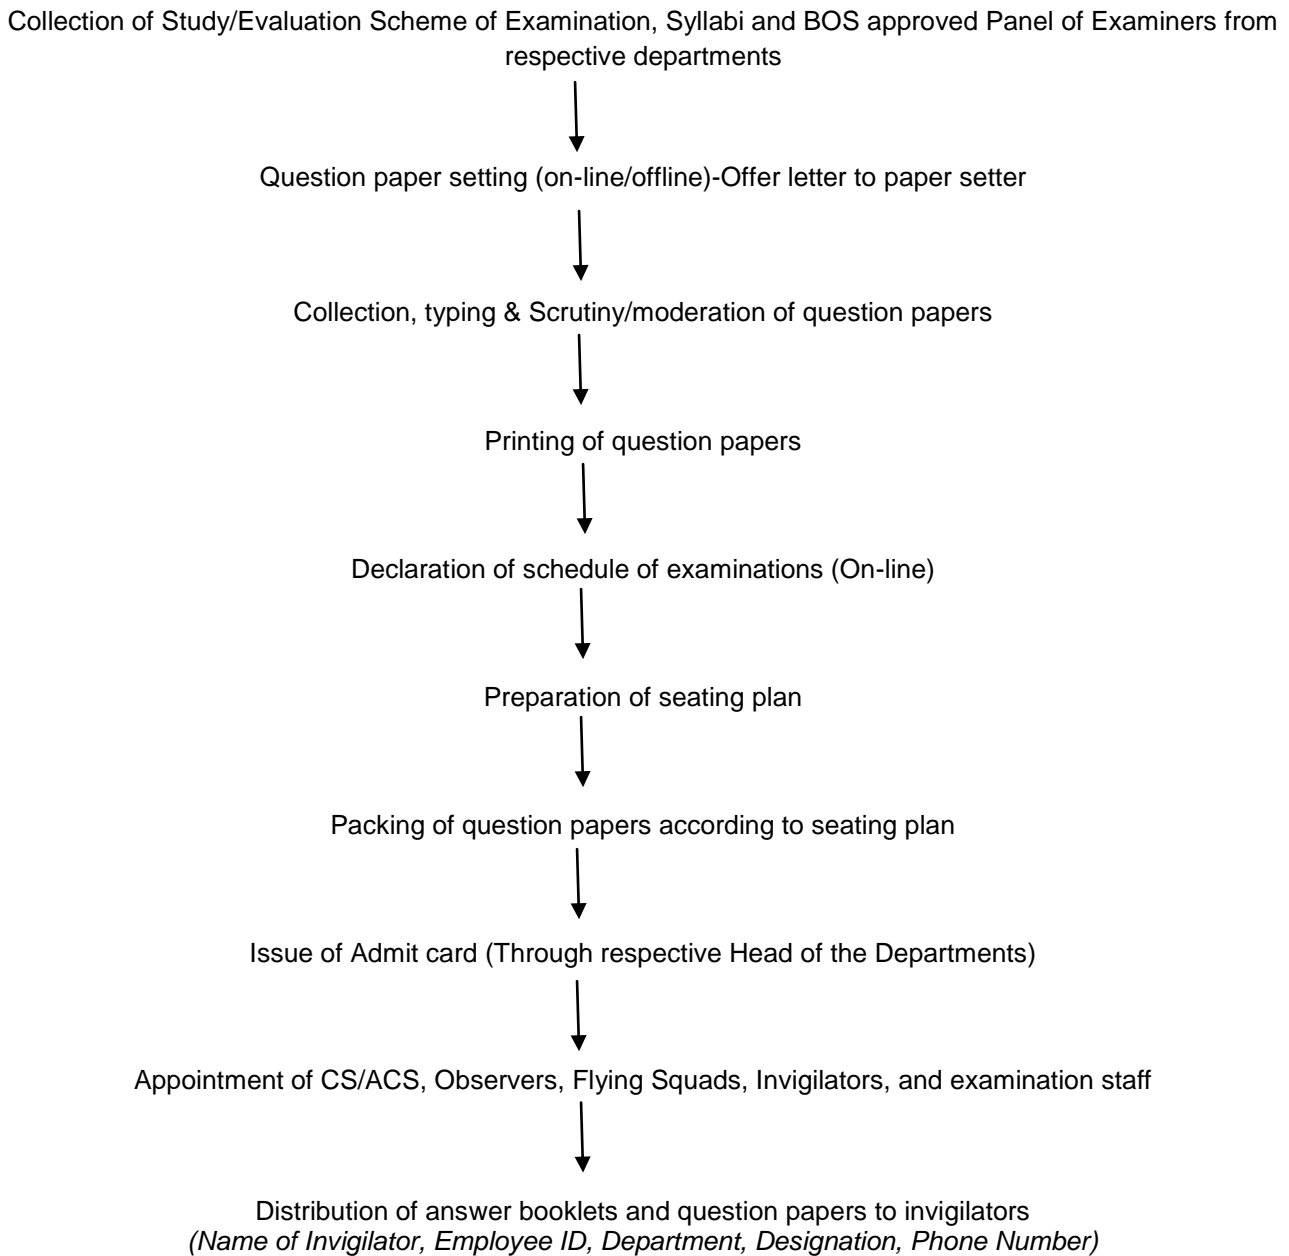 Collection of Study/Evaluation Scheme of Examination, Syllabi and BOS approved Panel of Examiners from
respective departments
Question paper setting (on-line/offline)-Offer letter to paper setter
Collection, typing & Scrutiny/moderation of question papers
Printing of question papers
Declaration of schedule of examinations (On-line)
Preparation of seating plan
Packing of question papers according to seating plan
Issue of Admit card (Through respective Head of the Departments)
Appointment of CS/ACS, Observers, Flying Squads, Invigilators, and examination staff
Distribution of answer booklets and question papers to invigilators
(Name of Invigilator, Employee ID, Department, Designation, Phone Number)